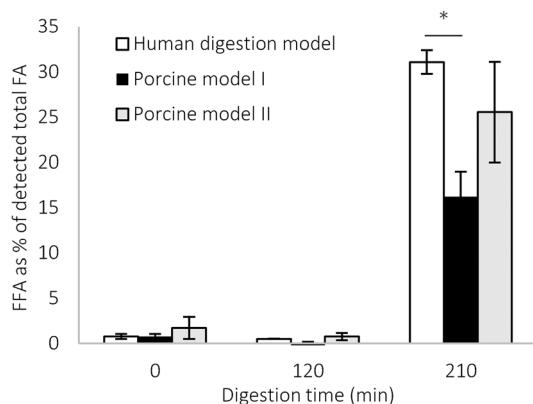 35
30
25
20
15
10
5
0
FFA as % of detected total FA
Human digestion model
Porcine model I
Porcine model II
*
0 120 210
Digestion time (min)